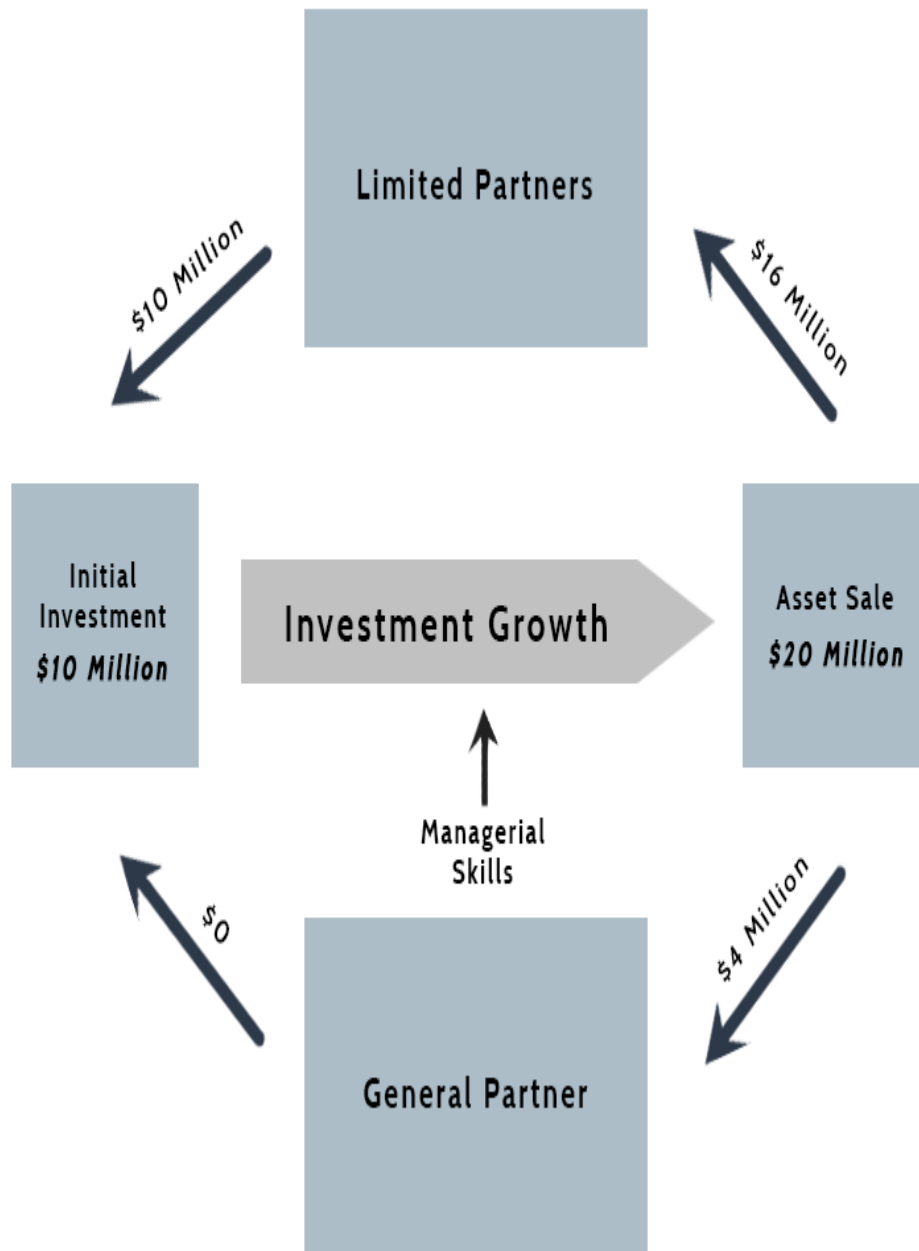 Limited Partners
$10 Million
$16 Million
Initial
Investment
$10 Million
Investment Growth
Asset Sale
$20 Million
Managerial
Skills
$0
$4 Million
General Partner